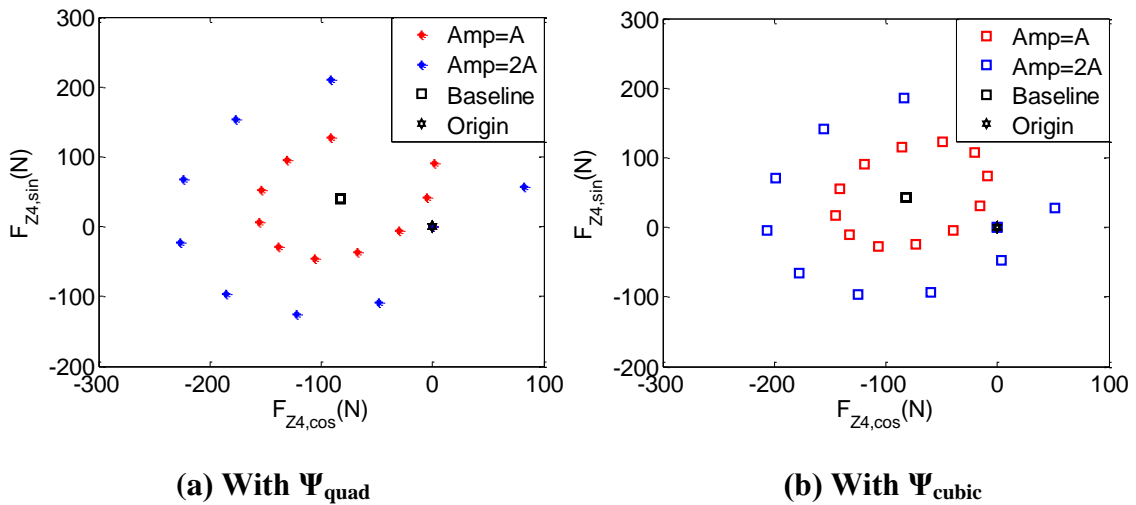 300
200
100
0
-100
-200
-300
-200
-100
0
100
F_Z4,sin(N)
F_Z4,cos(N)
Amp=A
Amp=2A
Baseline
Origin
(a) With Ψ_quad
300
200
100
0
-100
-200
-300
-200
-100
0
100
F_Z4,sin(N)
F_Z4,cos(N)
Amp=A
Amp=2A
Baseline
Origin
(b) With Ψ_cubic